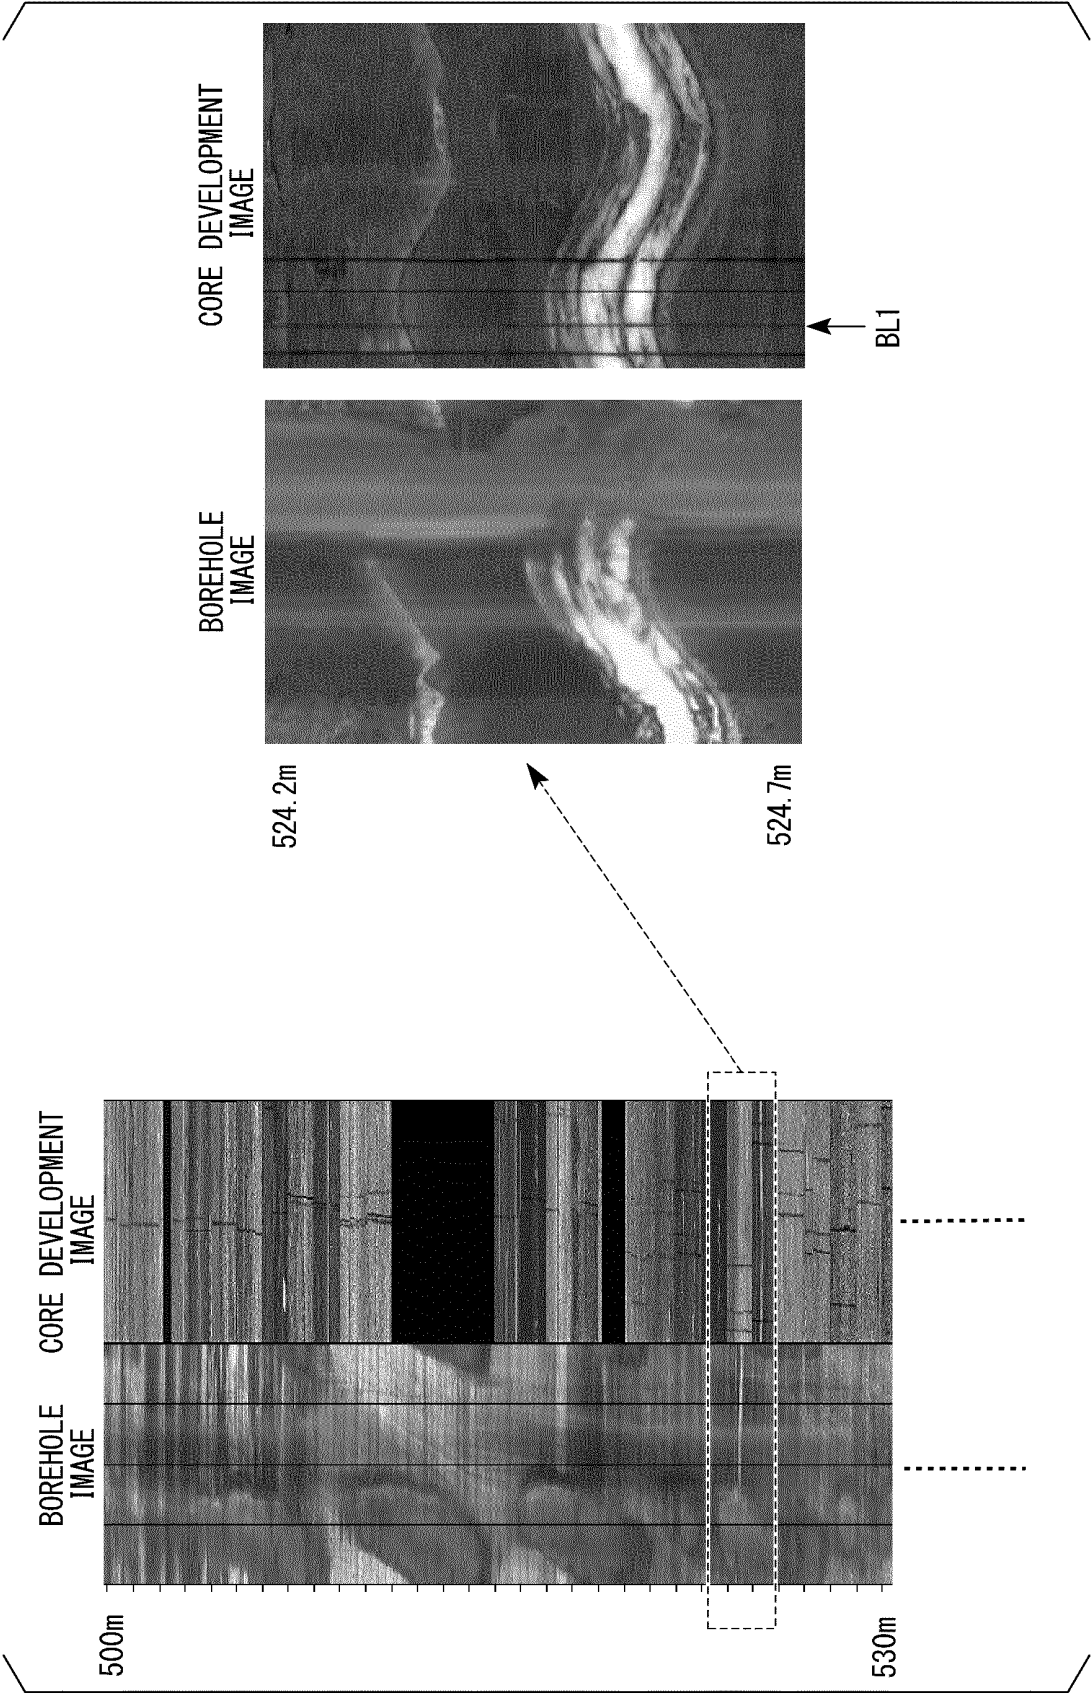 BOREHOLE
IMAGE
CORE DEVELOPMENT
IMAGE
500m
530m
BOREHOLE
IMAGE
CORE DEVELOPMENT
IMAGE
524.2m
524.7m
BL1